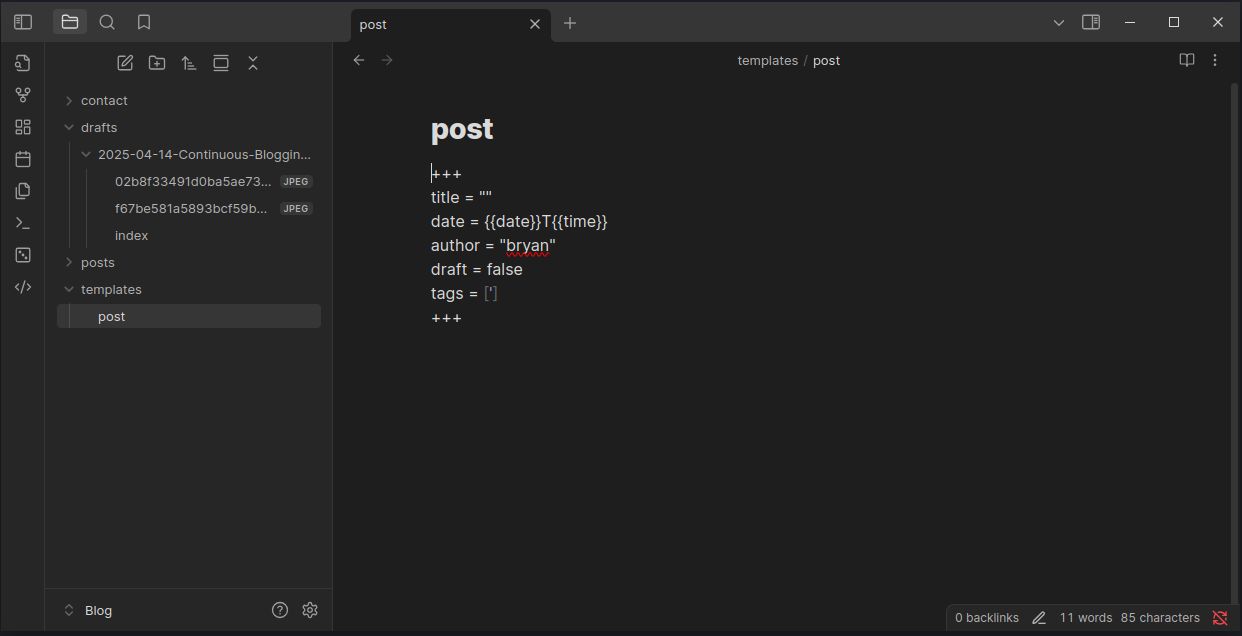 post
templates / post
contact
drafts
2025-04-14-Continuous-Bloggin...
02b8f33491d0ba5ae73... JPEG
f67be581a5893bcf59b... JPEG
index
posts
templates
post
Blog
post
+++
title = ""
date = {{date}}T{{time}}
author = "bryan"
draft = false
tags = [']
+++
0 backlinks 11 words 85 characters